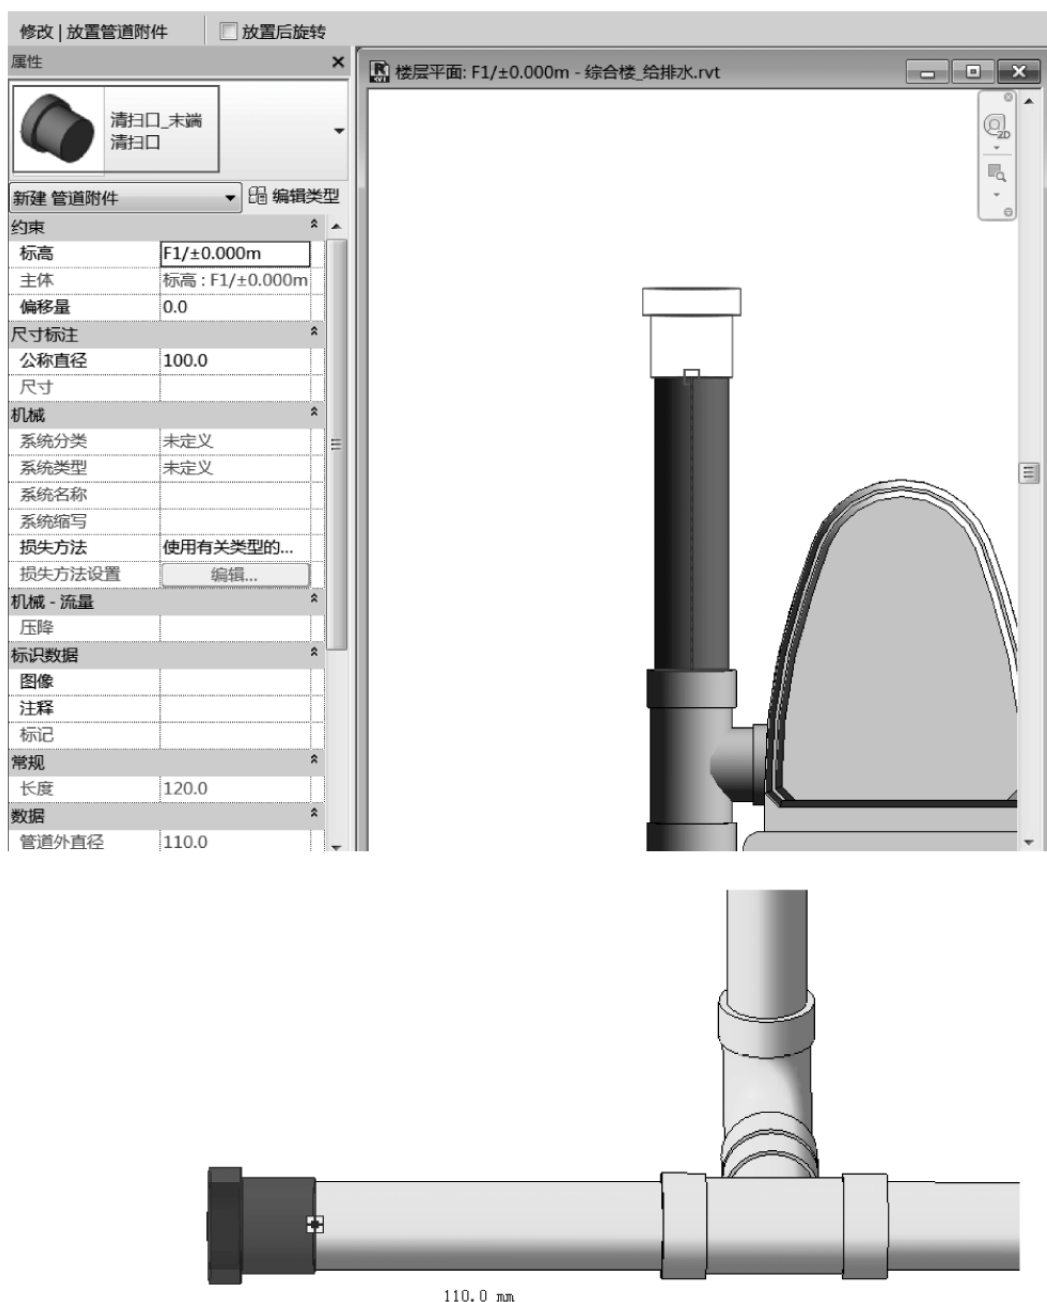 修改 | 放置管道附件 放置后旋转
属性
楼层平面: F1/±0.000m - 综合楼_给排水.rvt
清扫口_末端
清扫口
2D
新建 管道附件 编辑类型
约束
标高 F1/±0.000m
主体 标高 : F1/±0.000m
偏移量 0.0
尺寸标注
公称直径 100.0
尺寸
机械
系统分类 未定义
系统类型 未定义
系统名称
系统缩写
损失方法 使用有关类型的...
损失方法设置 编辑...
机械 - 流量
压降
标识数据
图像
注释
标记
常规
长度 120.0
数据
管道外直径 110.0
110.0 mm